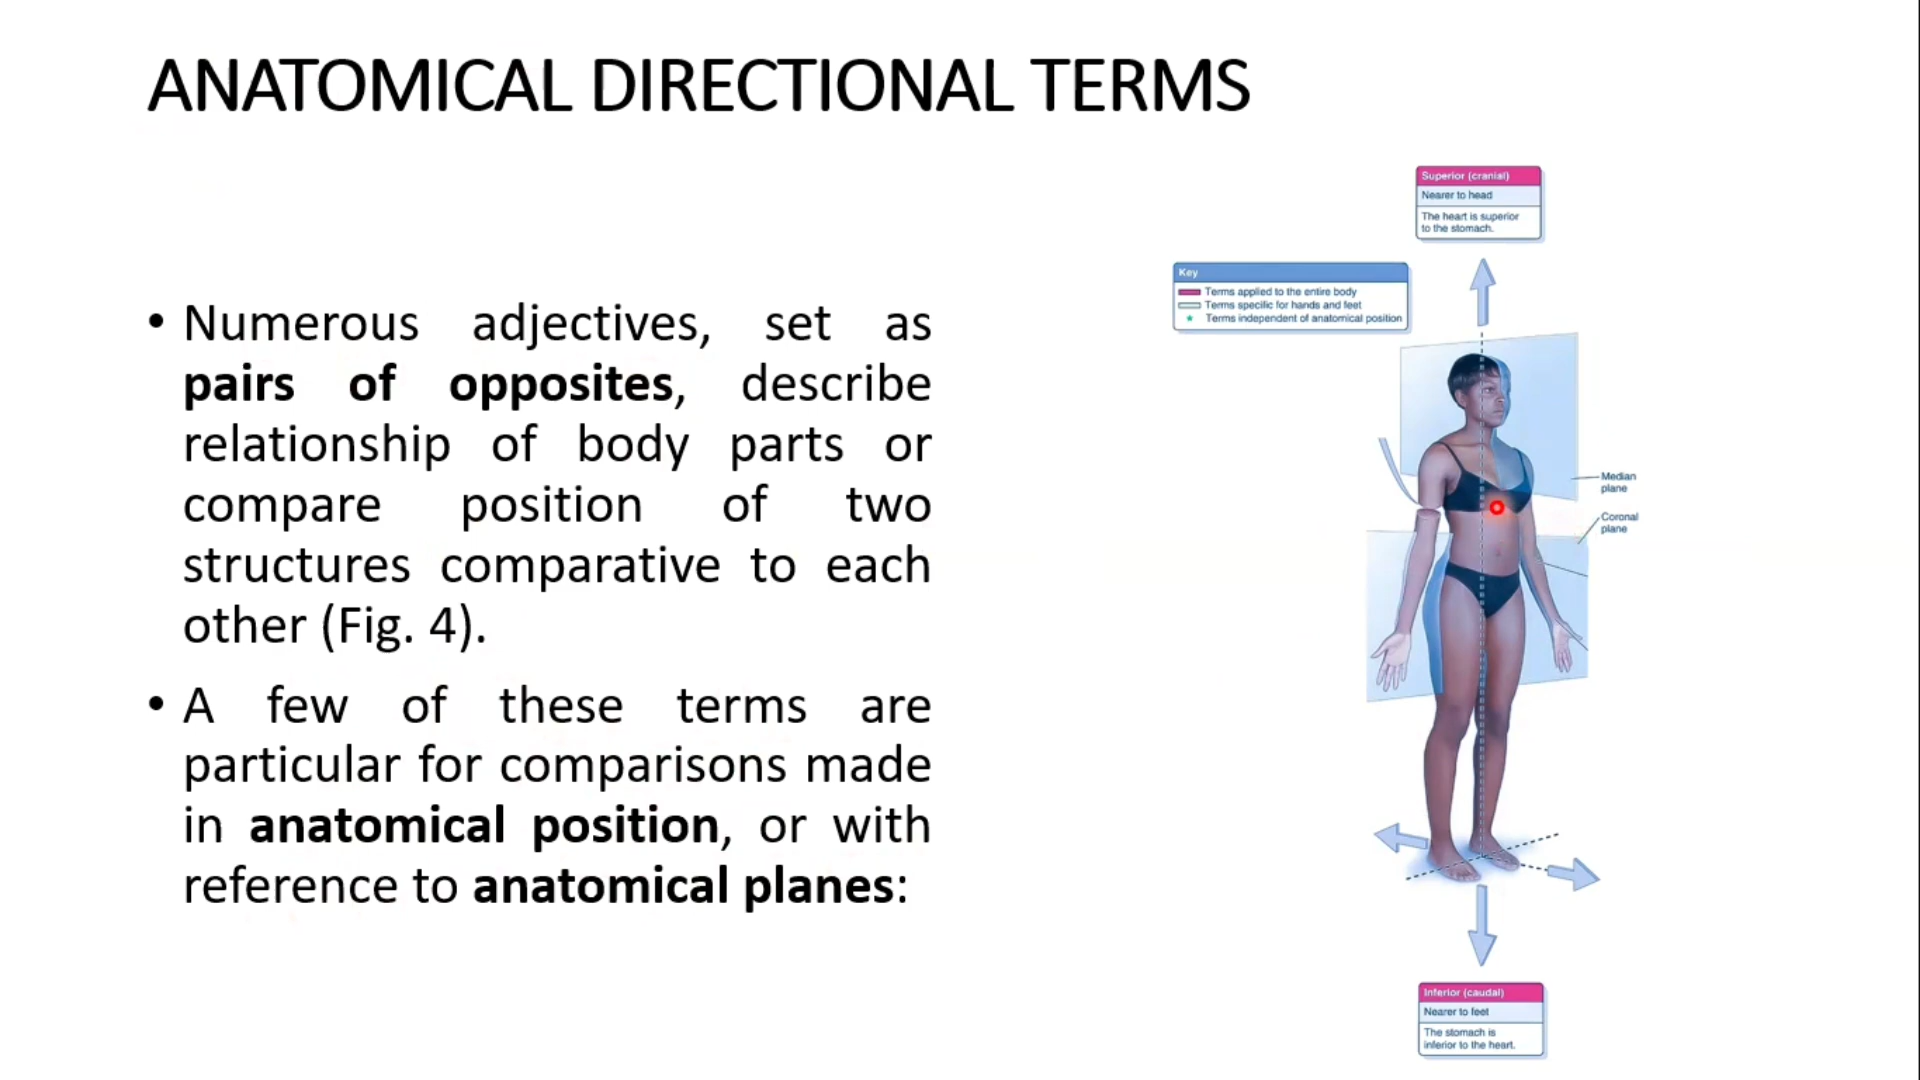 ANATOMICAL DIRECTIONAL TERMS
• Numerous adjectives, set as
pairs of opposites, describe
relationship of body parts or
compare position of two
structures comparative to each
other (Fig. 4).
• A few of these terms are
particular for comparisons made
in anatomical position, or with
reference to anatomical planes:
Superior (cranial)
Nearer to head
The heart is superior
to the stomach.
Key
Terms applied to the entire body
Terms specific for hands and feet
* Terms independent of anatomical position
Median
plane
Coronal
plane
Inferior (caudal)
Nearer to feet
The stomach is
inferior to the heart.